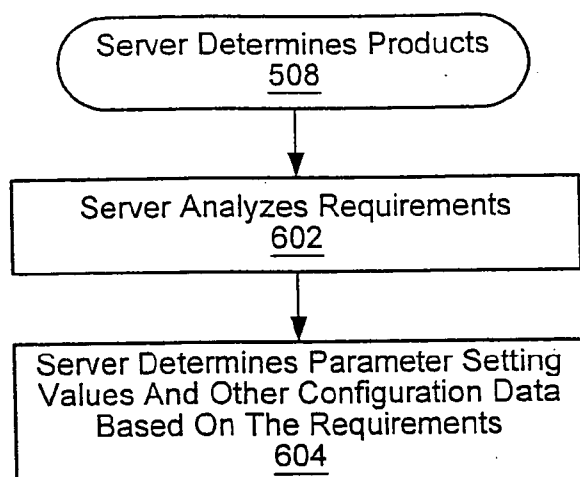 Server Determines Products
508
Server Analyzes Requirements
602
Server Determines Parameter Setting
Values And Other Configuration Data
Based On The Requirements
604